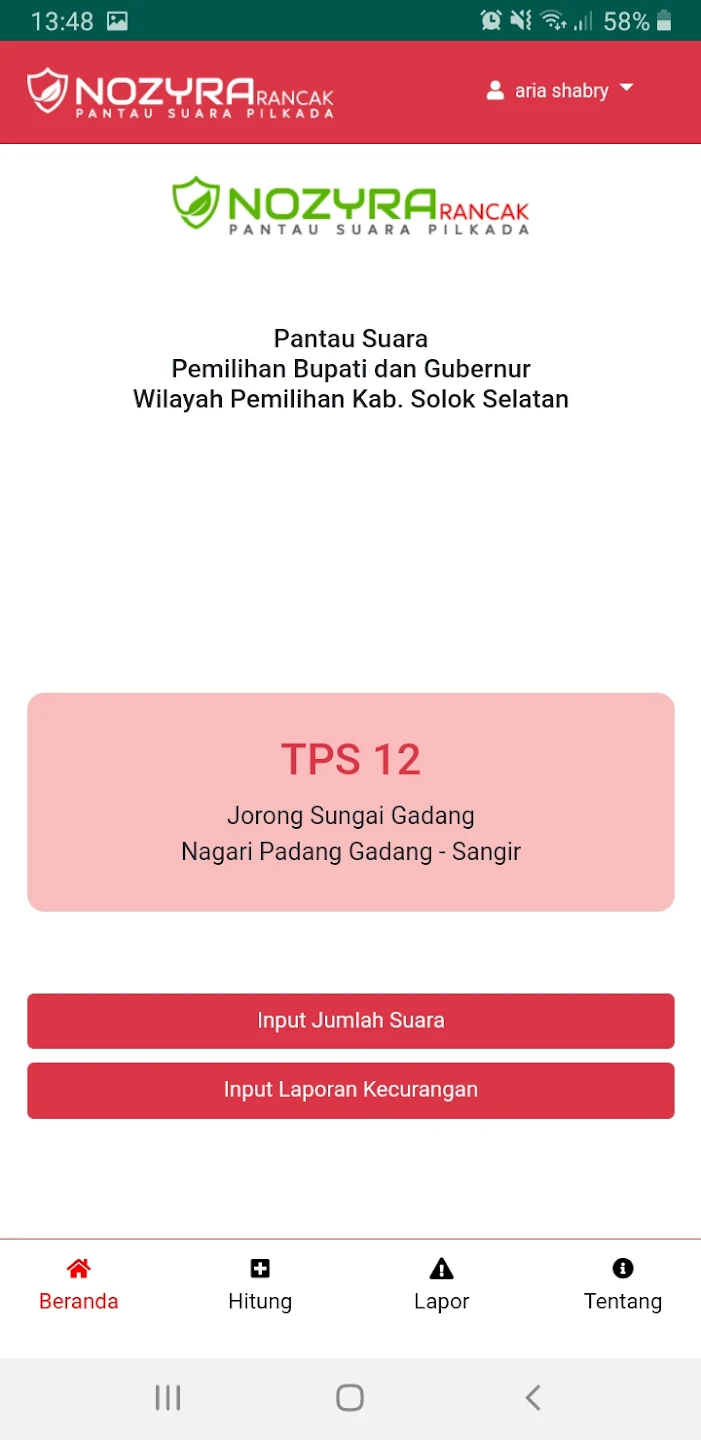 13:48
58%
NOZYRA RANCAK
PANTAU SUARA PILKADA
aria shabry
NOZYRA RANCAK
PANTAU SUARA PILKADA
Pantau Suara
Pemilihan Bupati dan Gubernur
Wilayah Pemilihan Kab. Solok Selatan
TPS 12
Jorong Sungai Gadang
Nagari Padang Gadang - Sangir
Input Jumlah Suara
Input Laporan Kecurangan
Beranda
Hitung
Lapor
Tentang